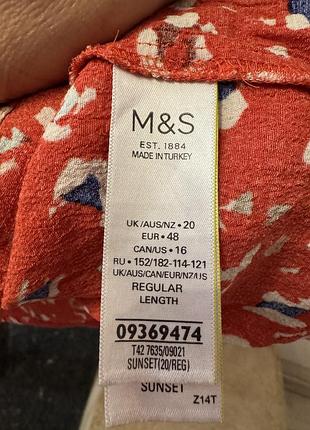 M&S
EST. 1884
MADE IN TURKEY
UK/AUS/NZ • 20
EUR • 48
CAN/US • 16
RU • 152/182-114-121
UK/AUS/CAN/EUR/NZ/US
REGULAR
LENGTH
09369474
T42 7635/09021
SUNSET(20/REG)
SUNSET
Z14T